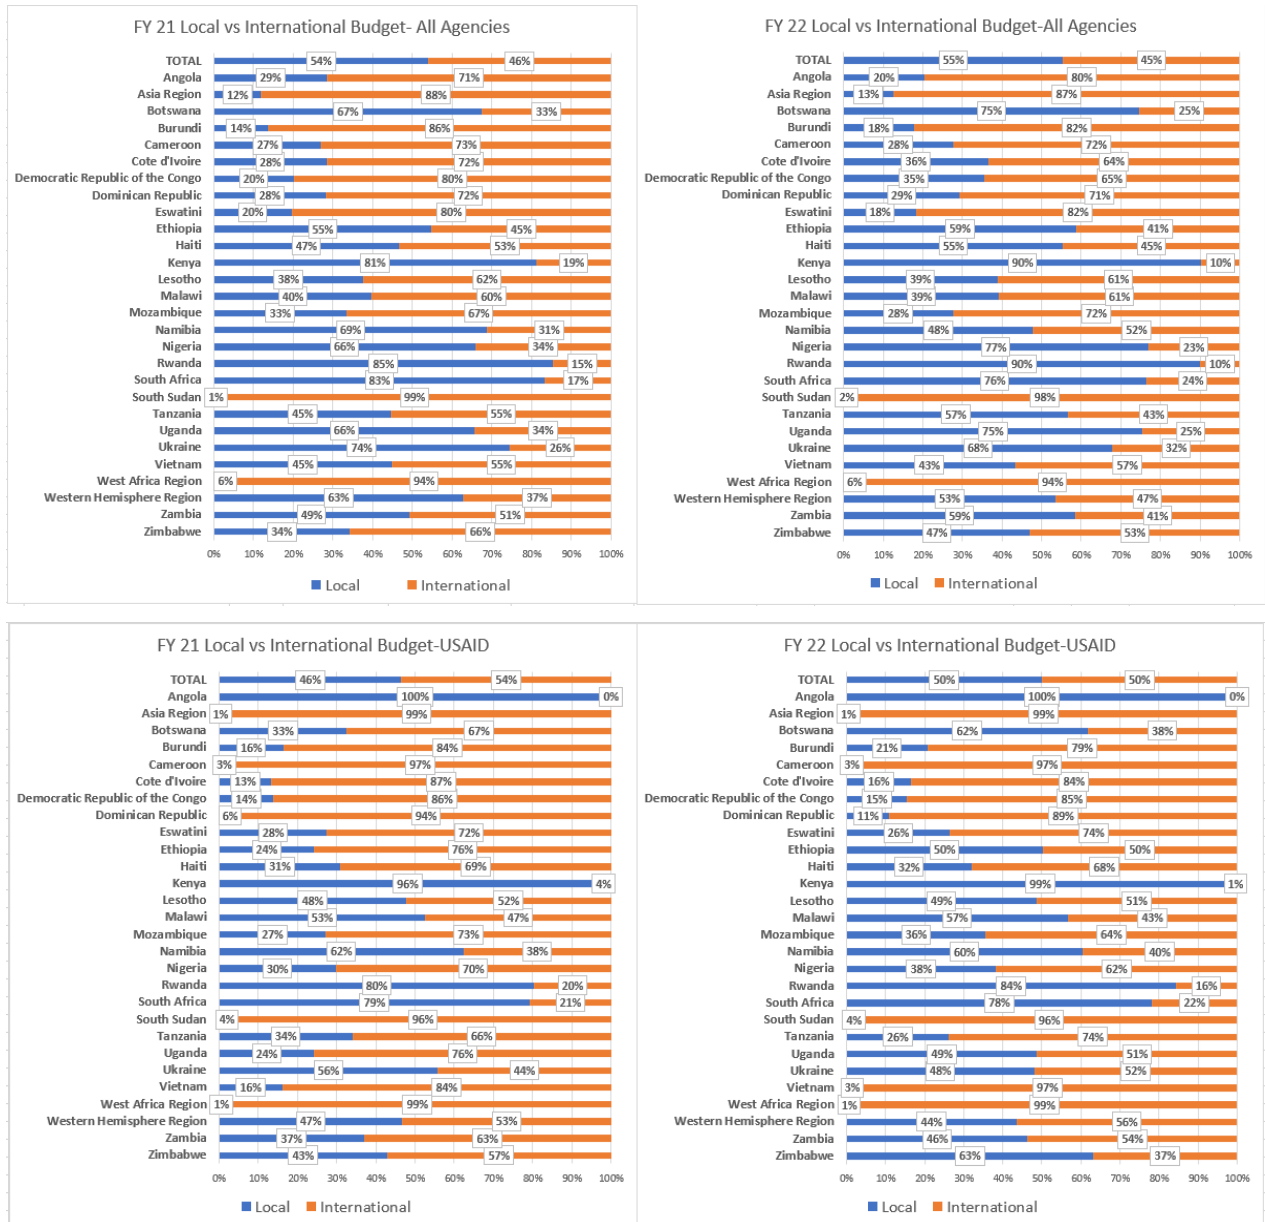 FY 21 Local vs International Budget- All Agencies
TOTAL 54% 46%
Angola 29% 71%
Asia Region 12% 88%
Botswana 67% 33%
Burundi 14% 86%
Cameroon 27% 73%
Cote d'Ivoire 28% 72%
Democratic Republic of the Congo 20% 80%
Dominican Republic 28% 72%
Eswatini 20% 80%
Ethiopia 55% 45%
Haiti 47% 53%
Kenya 81% 19%
Lesotho 38% 62%
Malawi 40% 60%
Mozambique 33% 67%
Namibia 69% 31%
Nigeria 66% 34%
Rwanda 85% 15%
South Africa 83% 17%
South Sudan 1% 99%
Tanzania 45% 55%
Uganda 66% 34%
Ukraine 74% 26%
Vietnam 45% 55%
West Africa Region 6% 94%
Western Hemisphere Region 63% 37%
Zambia 49% 51%
Zimbabwe 34% 66%
0% 10% 20% 30% 40% 50% 60% 70% 80% 90% 100%
Local International
FY 22 Local vs International Budget-All Agencies
TOTAL 55% 45%
Angola 20% 80%
Asia Region 13% 87%
Botswana 75% 25%
Burundi 18% 82%
Cameroon 28% 72%
Cote d'Ivoire 36% 64%
Democratic Republic of the Congo 35% 65%
Dominican Republic 29% 71%
Eswatini 18% 82%
Ethiopia 59% 41%
Haiti 55% 45%
Kenya 90% 10%
Lesotho 39% 61%
Malawi 39% 61%
Mozambique 28% 72%
Namibia 48% 52%
Nigeria 77% 23%
Rwanda 90% 10%
South Africa 76% 24%
South Sudan 2% 98%
Tanzania 57% 43%
Uganda 75% 25%
Ukraine 68% 32%
Vietnam 43% 57%
West Africa Region 6% 94%
Western Hemisphere Region 53% 47%
Zambia 59% 41%
Zimbabwe 47% 53%
0% 10% 20% 30% 40% 50% 60% 70% 80% 90% 100%
Local International
FY 21 Local vs International Budget-USAID
TOTAL 46% 54%
Angola 100% 0%
Asia Region 1% 99%
Botswana 33% 67%
Burundi 16% 84%
Cameroon 3% 97%
Cote d'Ivoire 13% 87%
Democratic Republic of the Congo 14% 86%
Dominican Republic 6% 94%
Eswatini 28% 72%
Ethiopia 24% 76%
Haiti 31% 69%
Kenya 96% 4%
Lesotho 48% 52%
Malawi 53% 47%
Mozambique 27% 73%
Namibia 62% 38%
Nigeria 30% 70%
Rwanda 80% 20%
South Africa 79% 21%
South Sudan 4% 96%
Tanzania 34% 66%
Uganda 24% 76%
Ukraine 56% 44%
Vietnam 16% 84%
West Africa Region 1% 99%
Western Hemisphere Region 47% 53%
Zambia 37% 63%
Zimbabwe 43% 57%
0% 10% 20% 30% 40% 50% 60% 70% 80% 90% 100%
Local International
FY 22 Local vs International Budget-USAID
TOTAL 50% 50%
Angola 100% 0%
Asia Region 1% 99%
Botswana 62% 38%
Burundi 21% 79%
Cameroon 3% 97%
Cote d'Ivoire 16% 84%
Democratic Republic of the Congo 15% 85%
Dominican Republic 11% 89%
Eswatini 26% 74%
Ethiopia 50% 50%
Haiti 32% 68%
Kenya 99% 1%
Lesotho 49% 51%
Malawi 57% 43%
Mozambique 36% 64%
Namibia 60% 40%
Nigeria 38% 62%
Rwanda 84% 16%
South Africa 78% 22%
South Sudan 4% 96%
Tanzania 26% 74%
Uganda 49% 51%
Ukraine 48% 52%
Vietnam 3% 97%
West Africa Region 1% 99%
Western Hemisphere Region 44% 56%
Zambia 46% 54%
Zimbabwe 63% 37%
0% 10% 20% 30% 40% 50% 60% 70% 80% 90% 100%
Local International